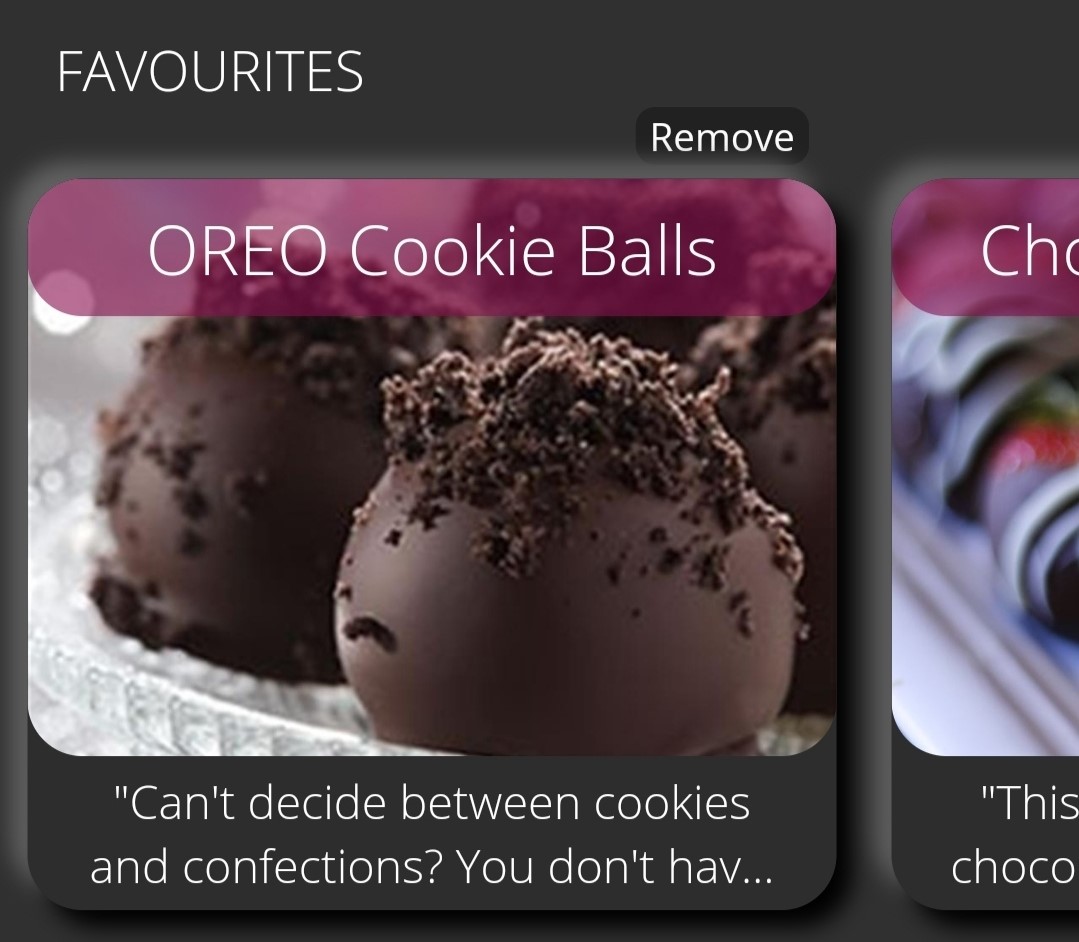 FAVOURITES
Remove
OREO Cookie Balls
"Can't decide between cookies
and confections? You don't hav...
Cho
"This
choco